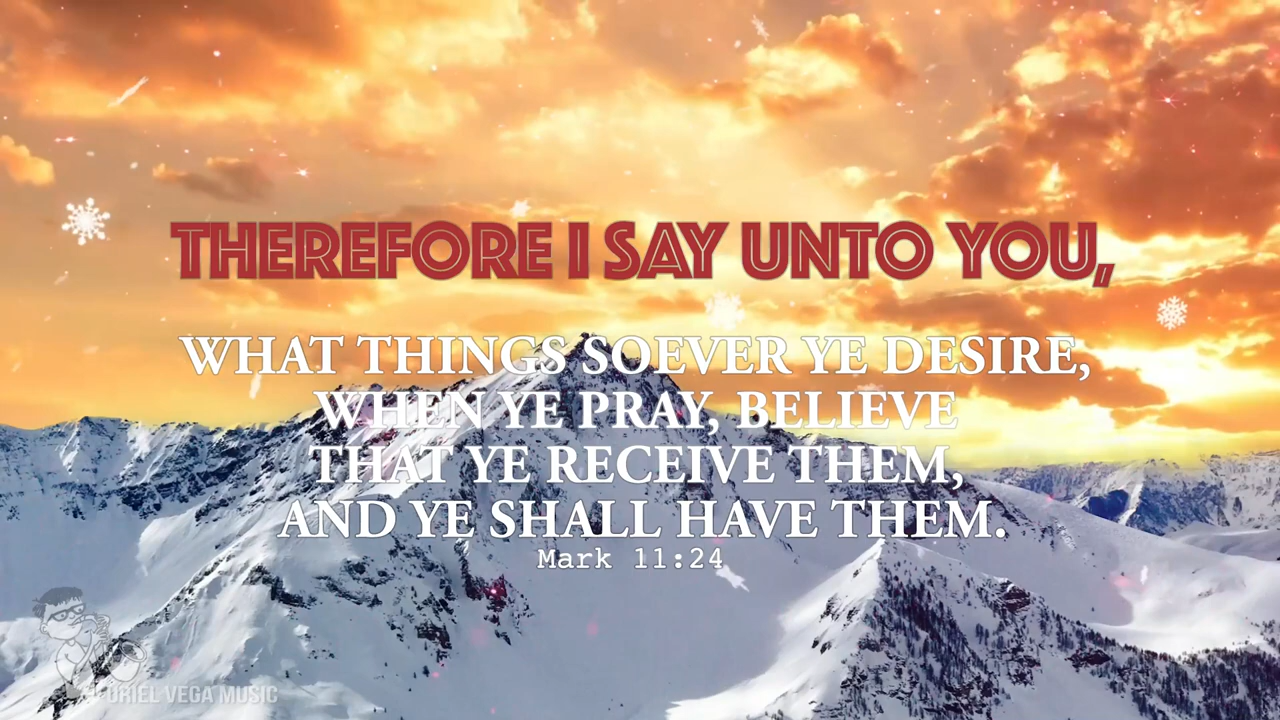 THEREFORE I SAY UNTO YOU,
WHAT THINGS SOEVER YE DESIRE,
WHEN YE PRAY, BELIEVE
THAT YE RECEIVE THEM,
AND YE SHALL HAVE THEM.
Mark 11:24
URIEL VEGA MUSIC